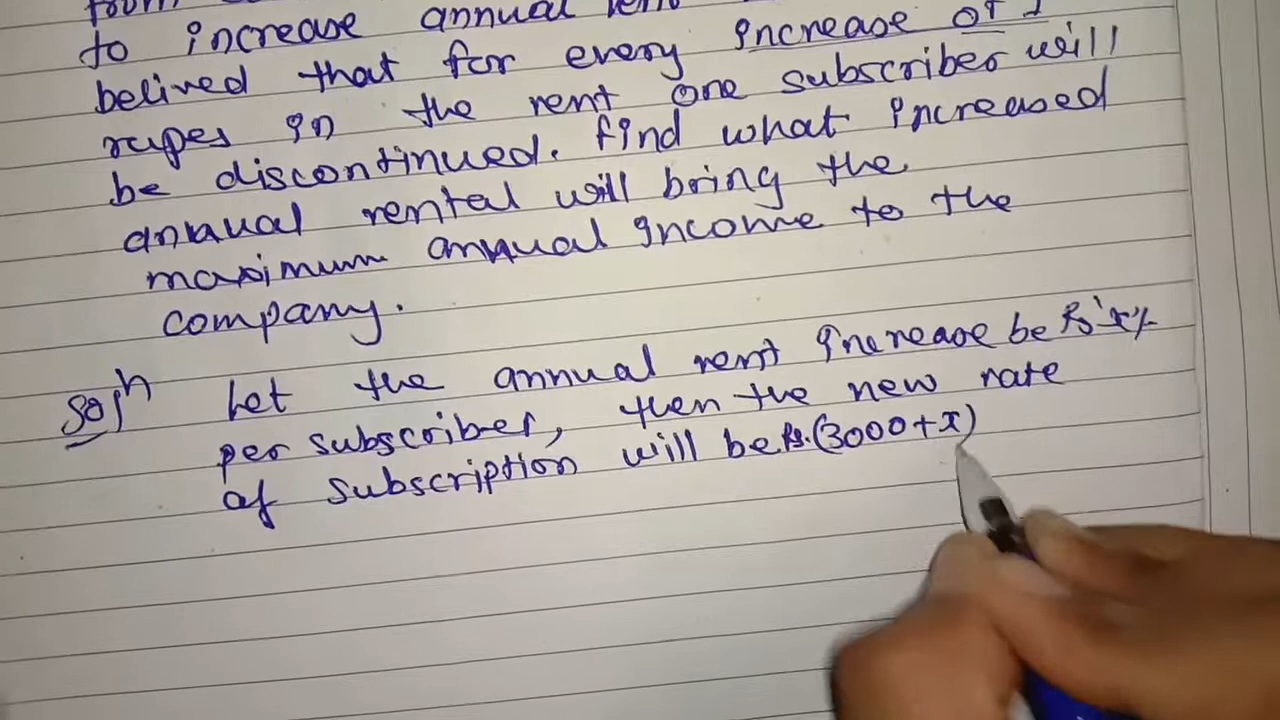 to increase annual
belived that for every increase of 1
rupes in the rent one subscriber will
be discontinued. find what increased
annual rental will bring the
maximum annual income to the
company.
Solⁿ Let the annual rent increase be Rs 'x'
per subscriber, then the new rate
of subscription will be Rs.(3000+x)